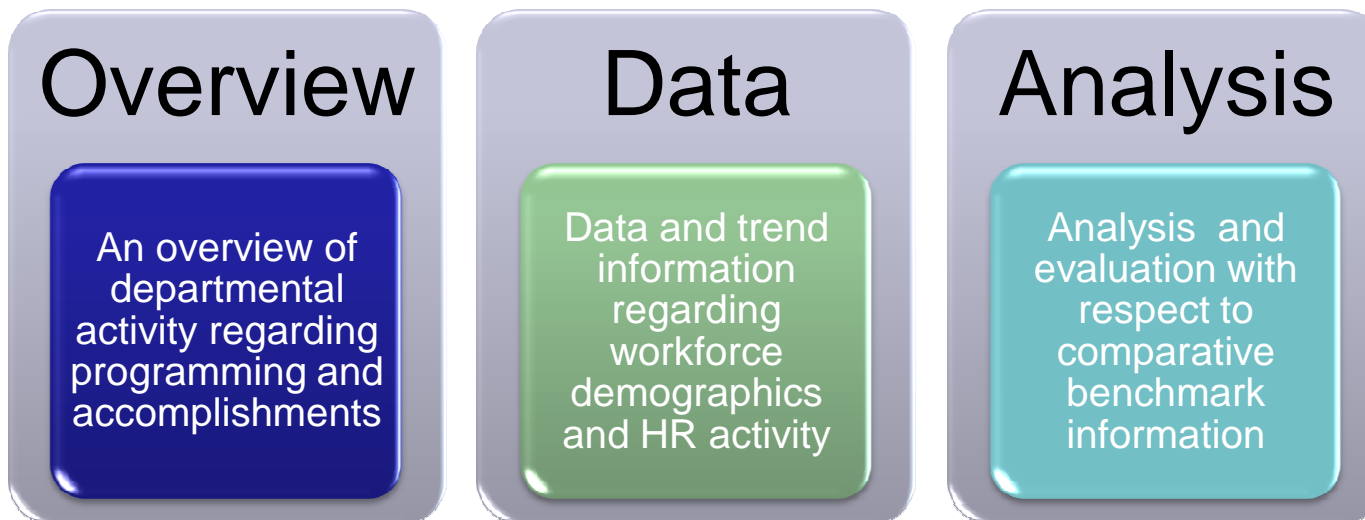 Overview
An overview of
departmental
activity regarding
programming and
accomplishments
Data
Data and trend
information
regarding
workforce
demographics
and HR activity
Analysis
Analysis  and
evaluation with
respect to
comparative
benchmark
information